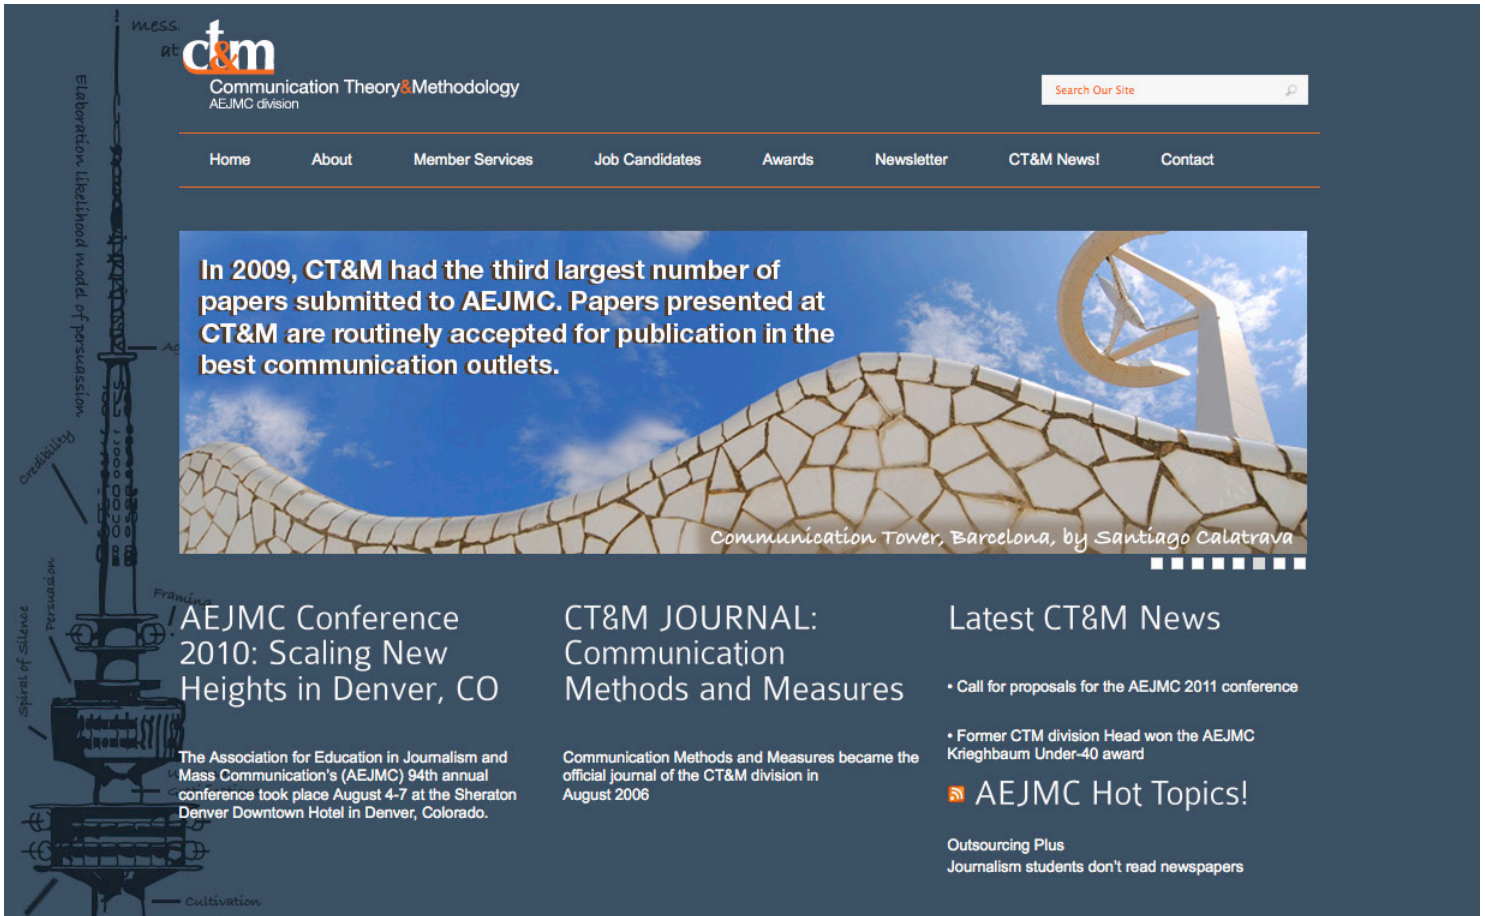 mess
at
ct&m
Communication Theory&Methodology
AEJMC division
Search Our Site
Home About Member Services Job Candidates Awards Newsletter CT&M News! Contact
Elaboration likelihood model of persuassion
In 2009, CT&M had the third largest number of
papers submitted to AEJMC. Papers presented at
CT&M are routinely accepted for publication in the
best communication outlets.
Communication Tower, Barcelona, by Santiago Calatrava
Credibility
Persuasion
Spiral of Silence
Framing
AEJMC Conference
2010: Scaling New
Heights in Denver, CO
The Association for Education in Journalism and
Mass Communication's (AEJMC) 94th annual
conference took place August 4-7 at the Sheraton
Denver Downtown Hotel in Denver, Colorado.
Cultivation
CT&M JOURNAL:
Communication
Methods and Measures
Communication Methods and Measures became the
official journal of the CT&M division in
August 2006
Latest CT&M News
• Call for proposals for the AEJMC 2011 conference
• Former CTM division Head won the AEJMC
Krieghbaum Under-40 award
AEJMC Hot Topics!
Outsourcing Plus
Journalism students don't read newspapers